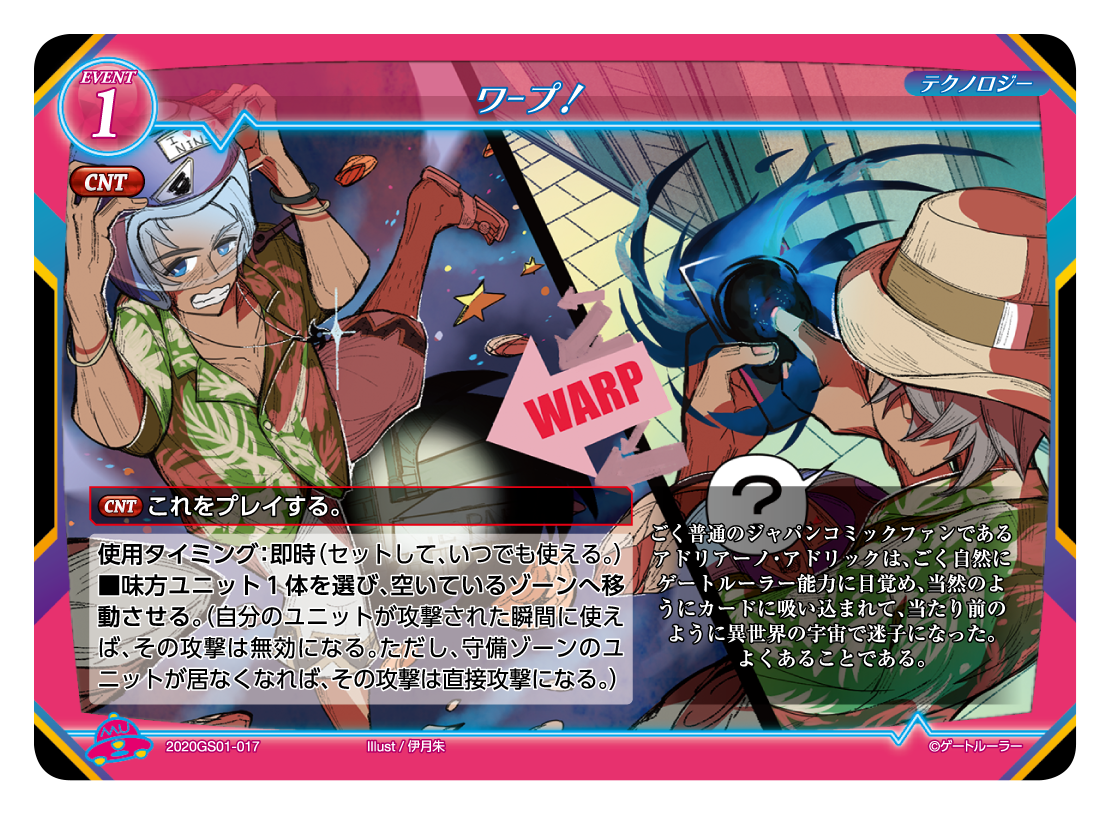 EVENT
1
ワープ!
テクノロジー
CNT
I ♥
NIN
WARP
?
CNT これをプレイする。
使用タイミング:即時(セットして、いつでも使える。)
■味方ユニット1体を選び、空いているゾーンへ移
動させる。(自分のユニットが攻撃された瞬間に使え
ば、その攻撃は無効になる。ただし、守備ゾーンのユ
ニットが居なくなれば、その攻撃は直接攻撃になる。)
ごく普通のジャパンコミックファンである
アドリアーノ・アドリックは、ごく自然に
ゲートルーラー能力に目覚め、当然のよ
うにカードに吸い込まれて、当たり前の
ように異世界の宇宙で迷子になった。
よくあることである。
MU
2020GS01-017
Illust / 伊月朱
©ゲートルーラー